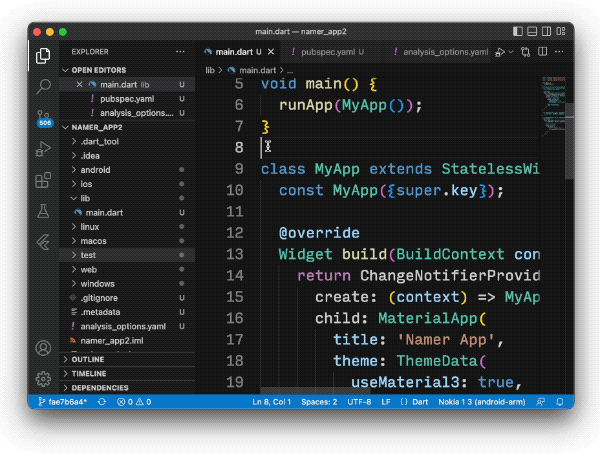 main.dart — namer_app2
EXPLORER
OPEN EDITORS
main.dart lib U
pubspec.yaml
analysis_options.... U
NAMER_APP2
.dart_tool
.idea
android
ios
lib
main.dart U
linux
macos
test
web
windows
.gitignore U
.metadata U
analysis_options.yaml U
namer_app2.iml U
OUTLINE
TIMELINE
DEPENDENCIES
506
main.dart U
pubspec.yaml U
analysis_options.yaml
lib > main.dart > ...
5 void main() {
6 runApp(MyApp());
7 }
8
9 class MyApp extends StatelessWi
10 const MyApp({super.key});
11
12 @override
13 Widget build(BuildContext con
14 return ChangeNotifierProvid
15 create: (context) => MyAp
16 child: MaterialApp(
17 title: 'Namer App',
18 theme: ThemeData(
19 useMaterial3: true,
fae7b6a4* 0 0 Ln 8, Col 1 Spaces: 2 UTF-8 LF { } Dart Nokia 1 3 (android-arm)